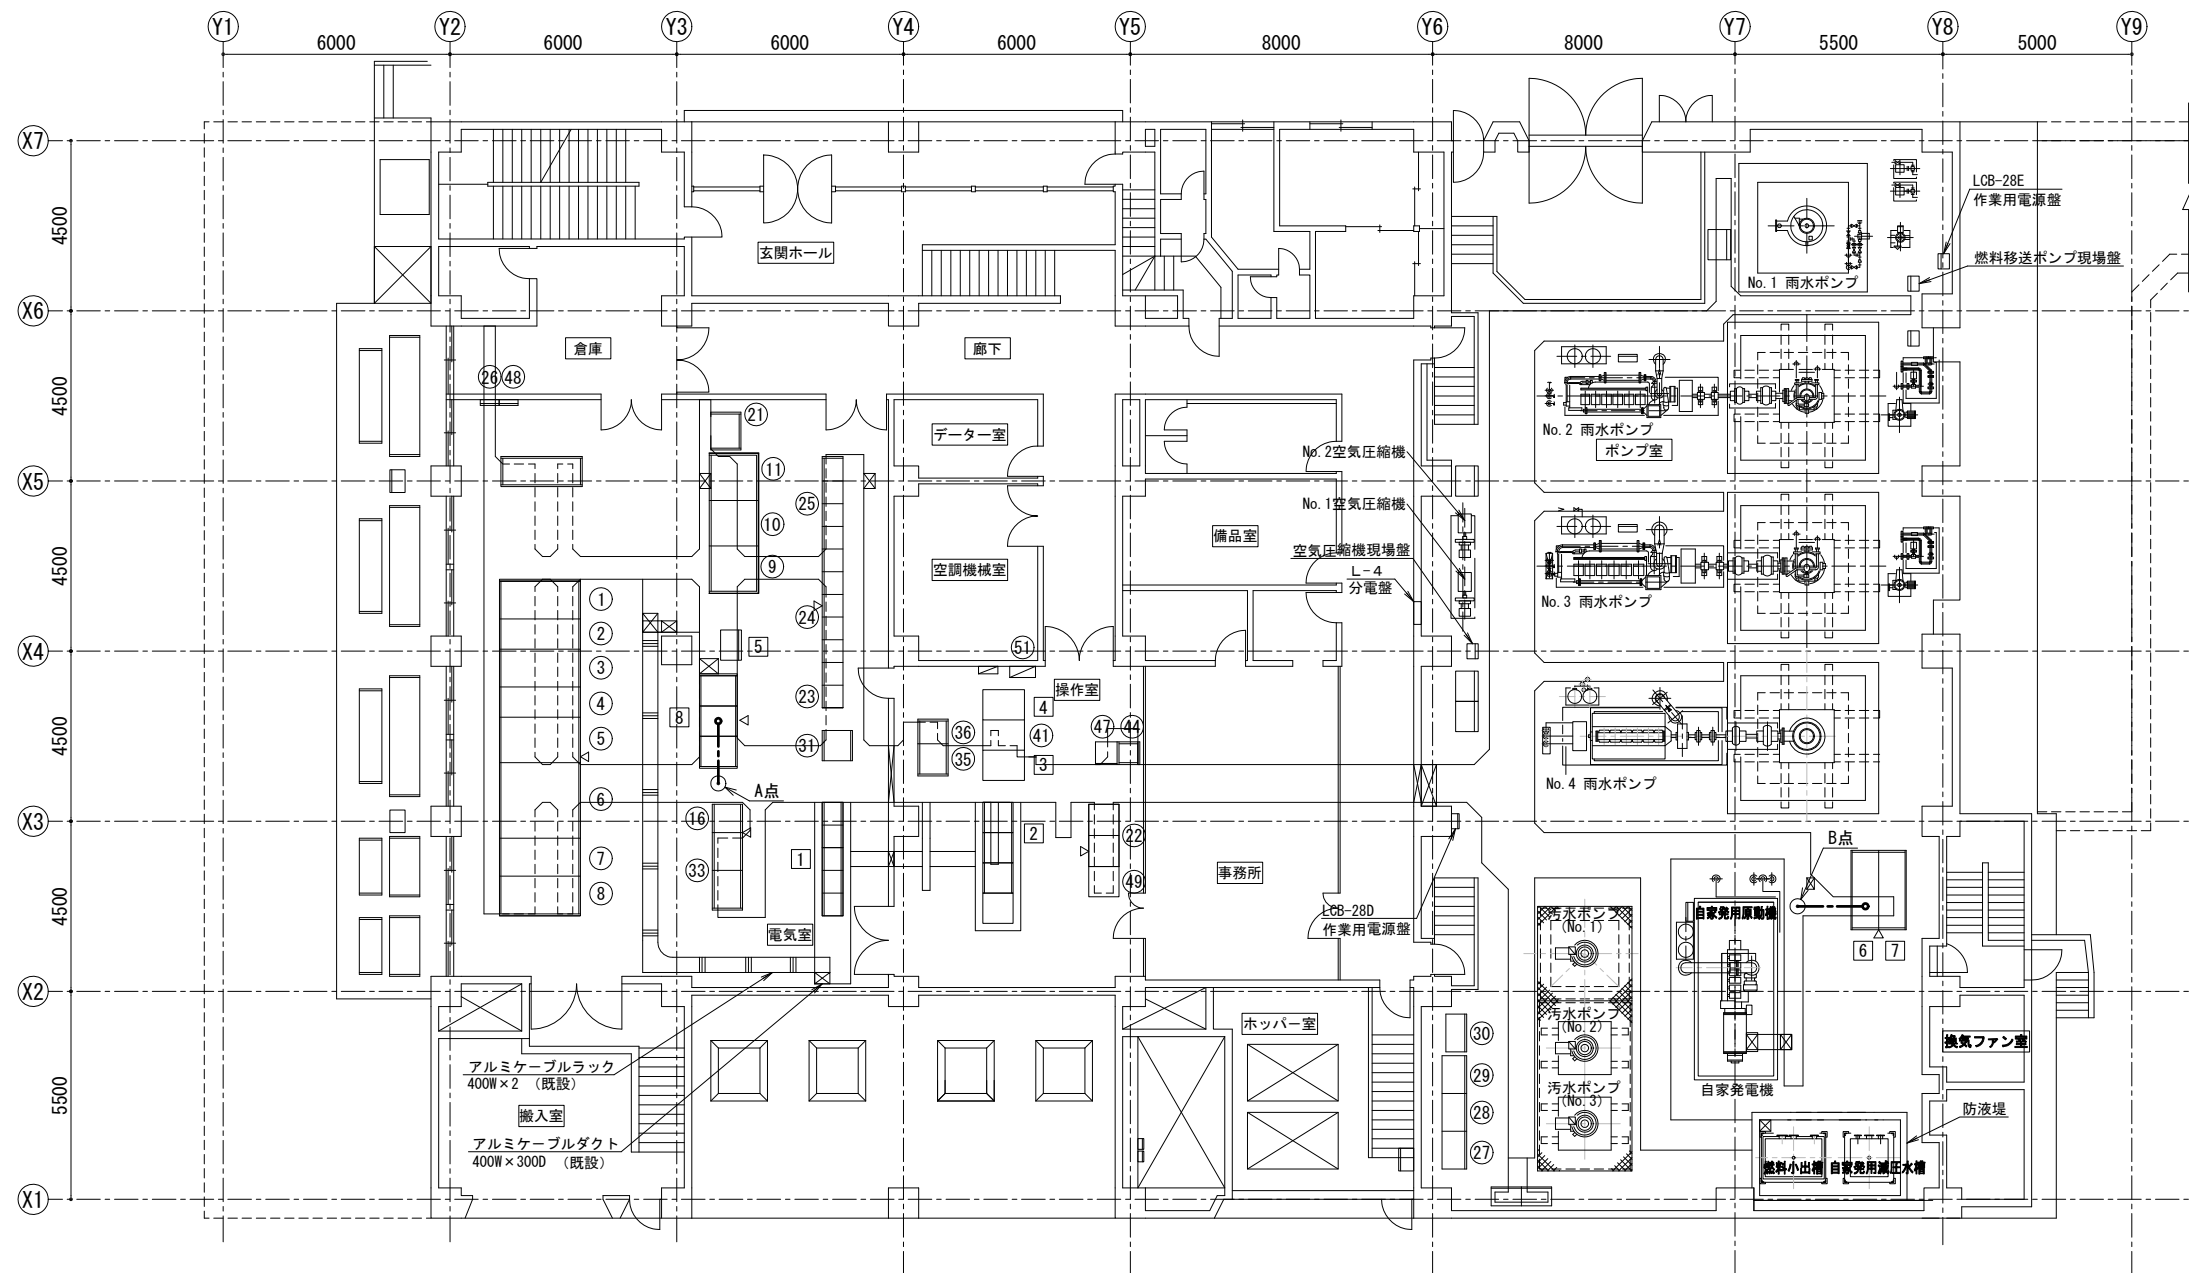 Y1 Y2 Y3 Y4 Y5 Y6 Y7 Y8 Y9
6000 6000 6000 6000 8000 8000 5500 5000
X7
4500
LCB-28E
作業用電源盤
玄関ホール
燃料移送ポンプ現場盤
No.1 雨水ポンプ
X6
倉庫
廊下
26 48
4500
21
データー室
No.2 雨水ポンプ
ポンプ室
No.2空気圧縮機
11
X5
25
No.1空気圧縮機
10
備品室
空気圧縮機現場盤
4500
9
空調機械室
L-4
分電盤
1
No.3 雨水ポンプ
24
2
5
51
X4
3
23
操作室
4
4
8
47 44
No.4 雨水ポンプ
4500
5
31
36
41
35
3
A点
6
X3
16
2
22
B点
7
33
1
事務所
49
8
4500
LCB-28D
作業用電源盤
汚水ポンプ
(No.1)
自家発用原動機
電気室
6 7
X2
ホッパー室
汚水ポンプ
(No.2)
30
換気ファン室
アルミケーブルラック
400W×2 (既設)
29
汚水ポンプ
(No.3)
自家発電機
5500
搬入室
28
防液堤
アルミケーブルダクト
400W×300D (既設)
27
燃料小出槽
自家発用減圧水槽
X1